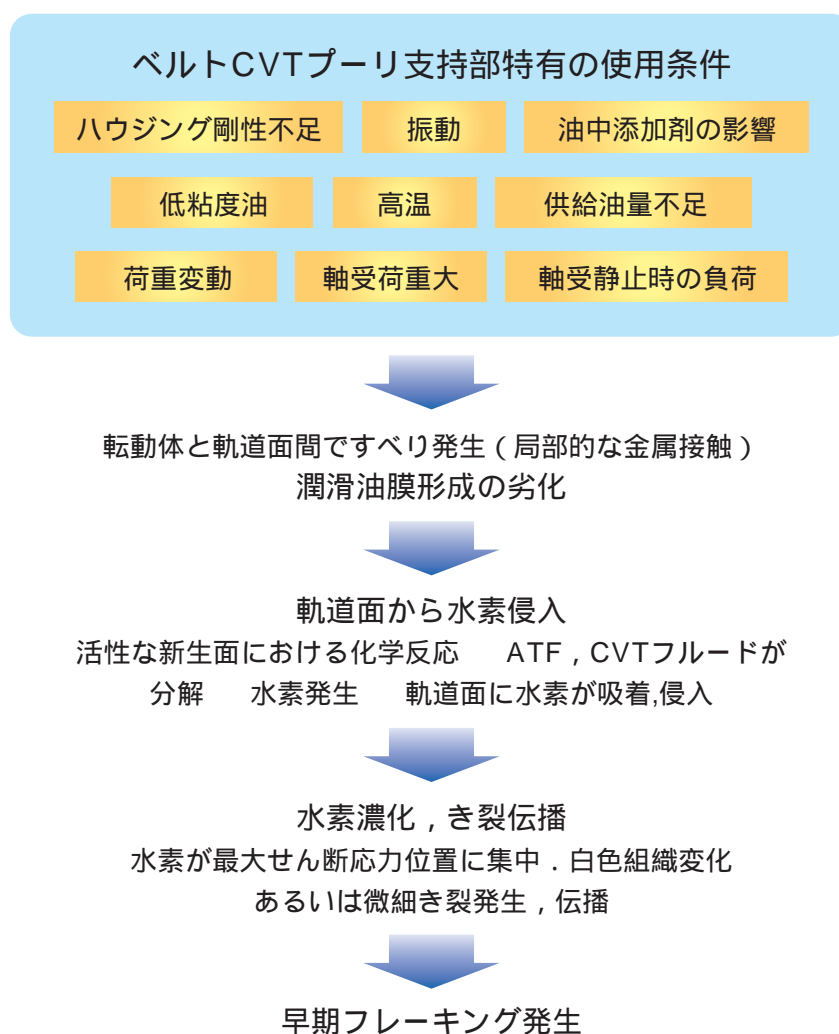 ベルトCVTプーリ支持部特有の使用条件
ハウジング剛性不足 振動 油中添加剤の影響
低粘度油 高温 供給油量不足
荷重変動 軸受荷重大 軸受静止時の負荷
転動体と軌道面間ですべり発生（局部的な金属接触）
潤滑油膜形成の劣化
軌道面から水素侵入
活性な新生面における化学反応　ATF，CVTフルードが
分解　水素発生　軌道面に水素が吸着,侵入
水素濃化，き裂伝播
水素が最大せん断応力位置に集中．白色組織変化
あるいは微細き裂発生，伝播
早期フレーキング発生